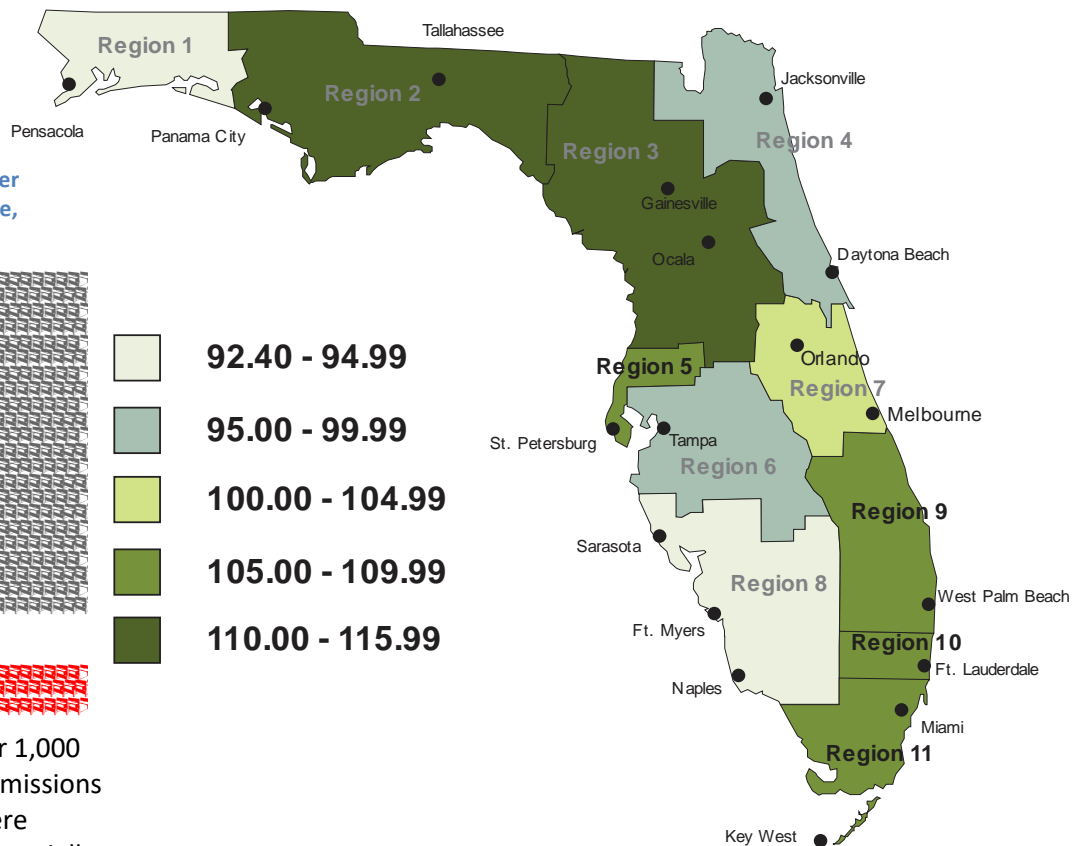 Tallahassee
Region 1
Jacksonville
Region 2
Pensacola
Panama City
Region 3
Region 4
er
e,
Gainesville
Ocala
Daytona Beach
92.40 - 94.99
95.00 - 99.99
100.00 - 104.99
105.00 - 109.99
110.00 - 115.99
Orlando
Region 5
Region 7
Melbourne
St. Petersburg
Tampa
Region 6
Region 9
Sarasota
Region 8
West Palm Beach
Ft. Myers
Region 10
Ft. Lauderdale
Naples
Miami
Region 11
Key West
r 1,000
missions
ere